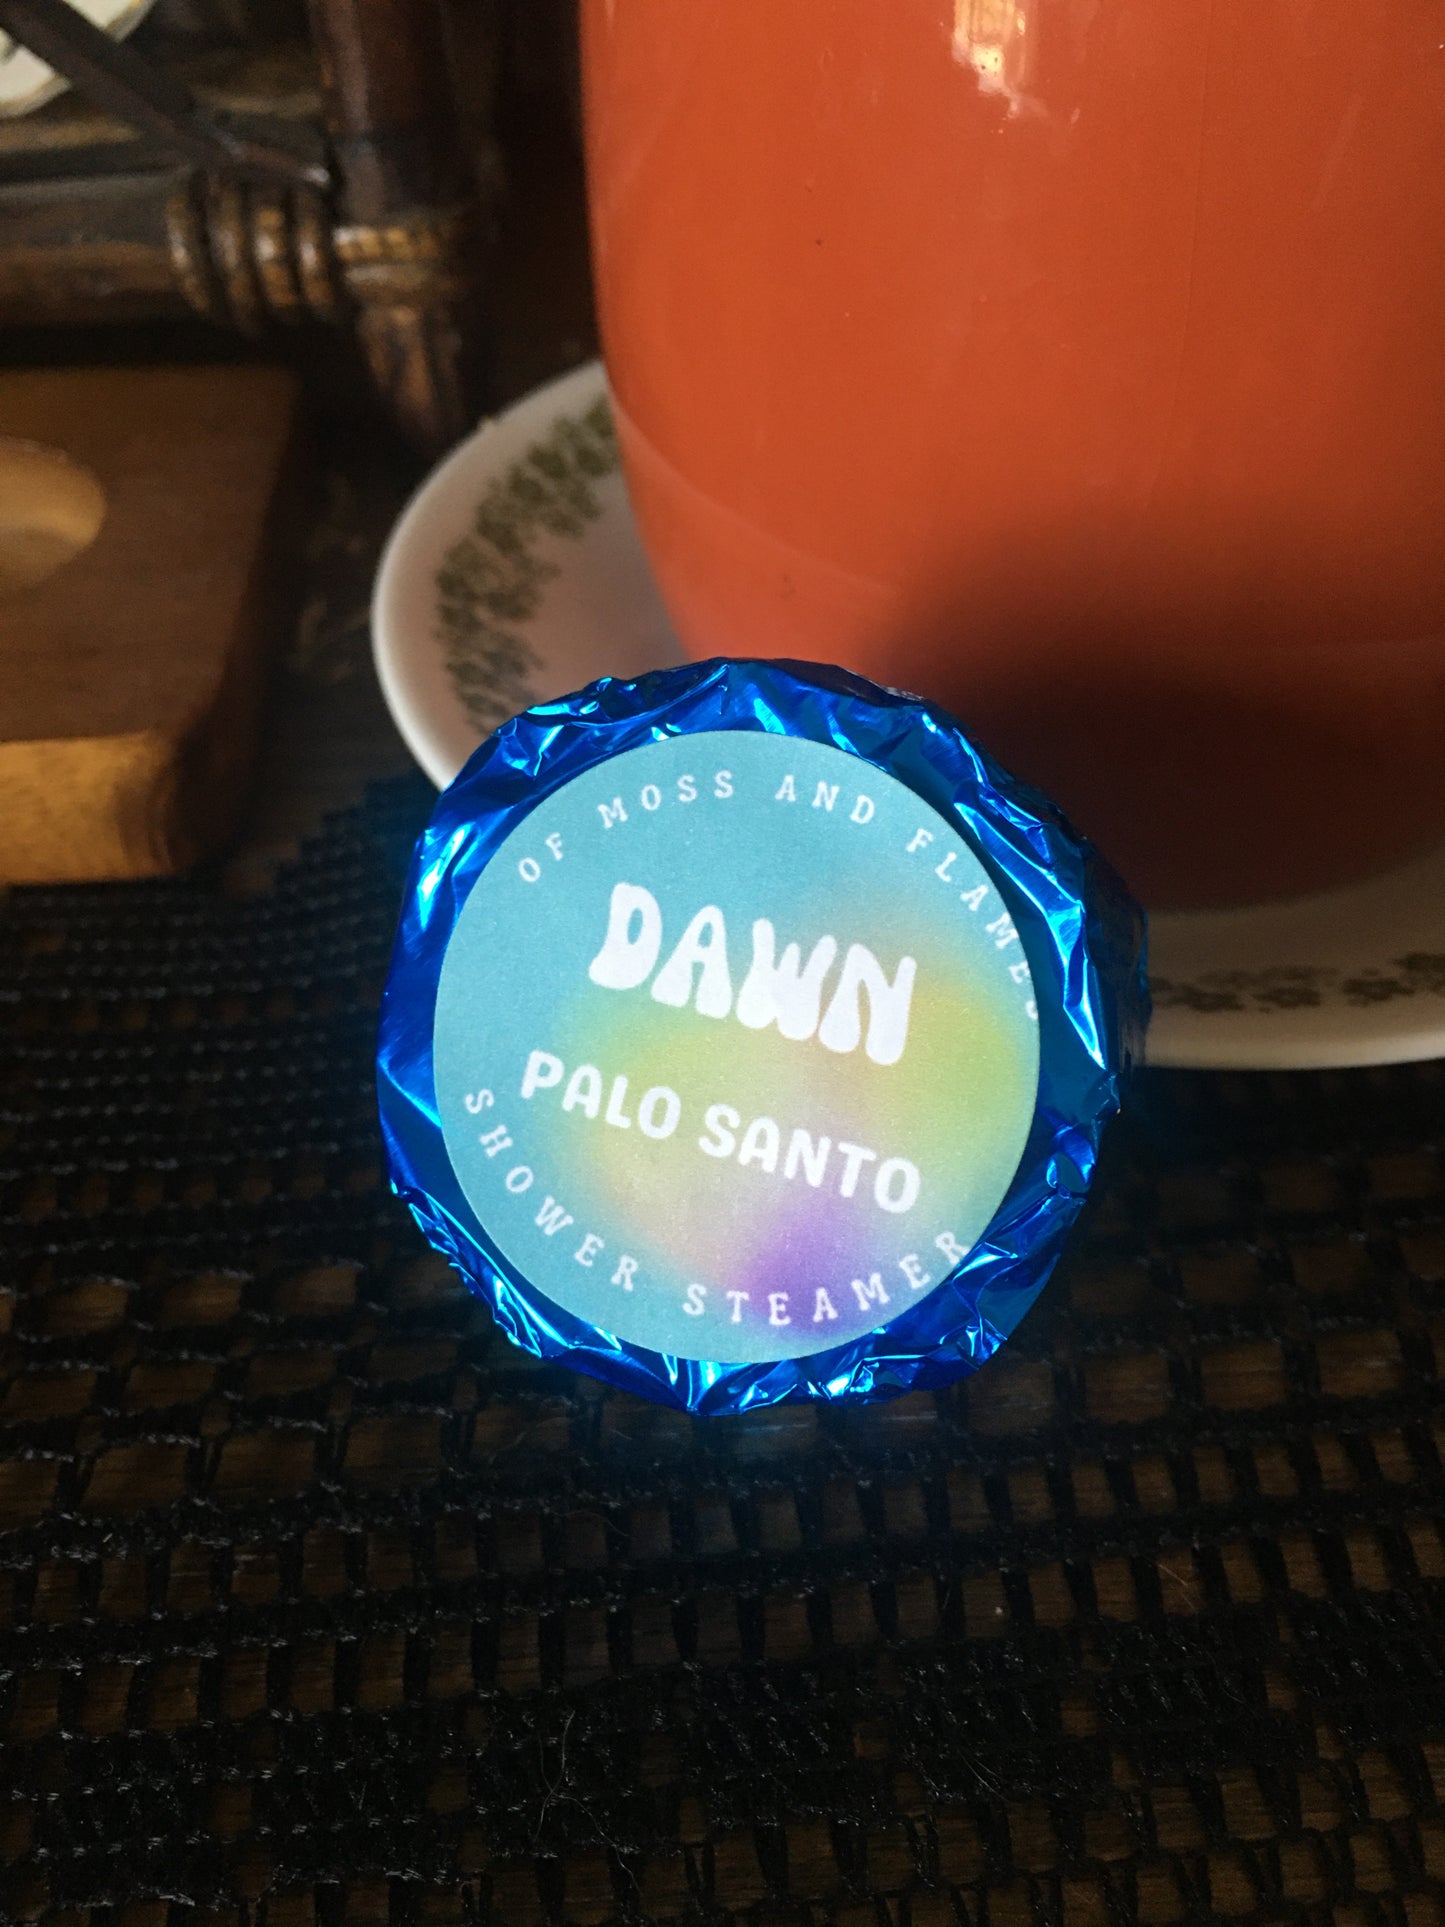 OF MOSS AND FLAMES
DAWN
PALO SANTO
SHOWER STEAMER